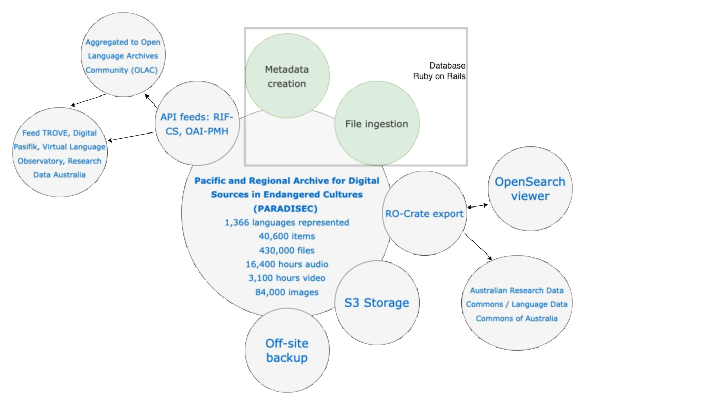 Aggregated to Open
Language Archives
Community (OLAC)
Metadata
creation
Database
Ruby on Rails
API feeds: RIF-
CS, OAI-PMH
File ingestion
Feed TROVE, Digital
Pasifik, Virtual Language
Observatory, Research
Data Australia
Pacific and Regional Archive for Digital
Sources in Endangered Cultures
(PARADISEC)
1,366 languages represented
40,600 items
430,000 files
16,400 hours audio
3,100 hours video
84,000 images
RO-Crate export
OpenSearch
viewer
Australian Research Data
Commons / Language Data
Commons of Australia
S3 Storage
Off-site
backup